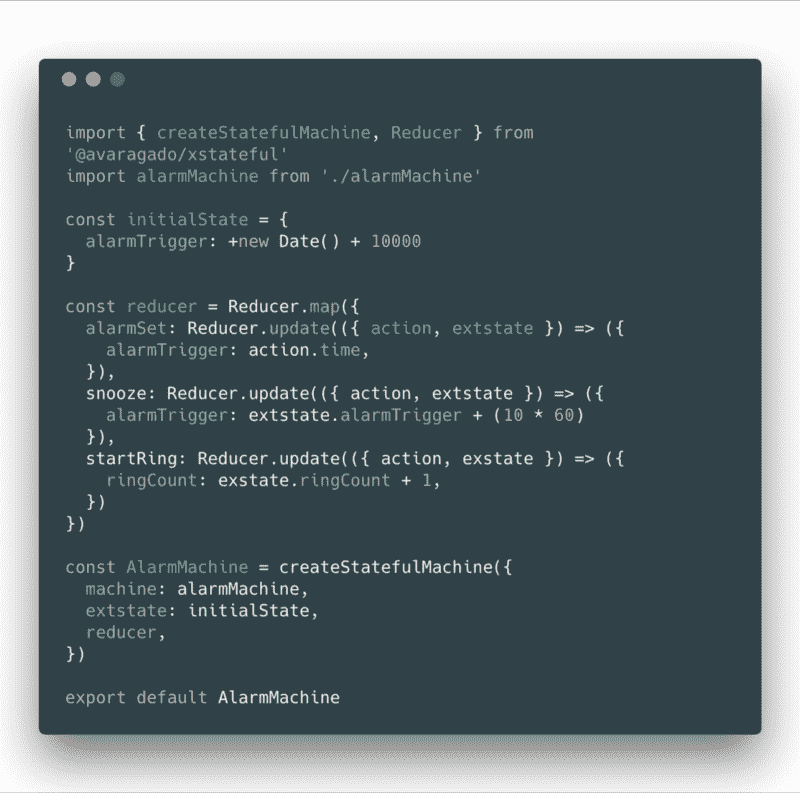 import { createStatefulMachine, Reducer } from
'@avaragado/xstateful'
import alarmMachine from './alarmMachine'

const initialState = {
  alarmTrigger: +new Date() + 10000
}

const reducer = Reducer.map({
  alarmSet: Reducer.update(({ action, extstate }) => ({
    alarmTrigger: action.time,
  }),
  snooze: Reducer.update(({ action, extstate }) => ({
    alarmTrigger: extstate.alarmTrigger + (10 * 60)
  }),
  startRing: Reducer.update(({ action, exstate }) => ({
    ringCount: exstate.ringCount + 1,
  })
})

const AlarmMachine = createStatefulMachine({
  machine: alarmMachine,
  extstate: initialState,
  reducer,
})

export default AlarmMachine